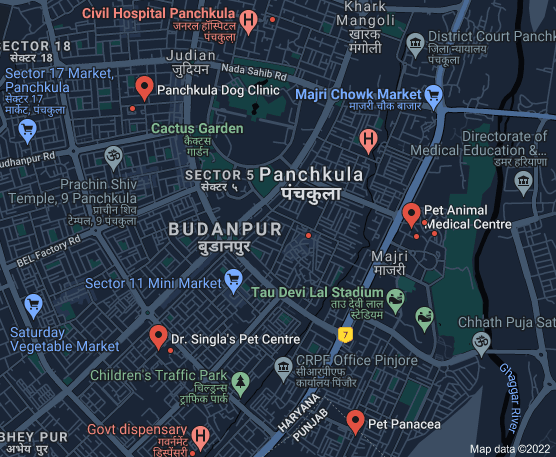 Civil Hospital Panchkula
जनरल हॉस्पिटल
पंचकुला
Khark
Mangoli
खारक
मंगोली
SECTOR 18
सेक्टर 18
Judian
जुदियन
District Court Panchk
जिला न्यायालय
पंचकुला
Nada Sahib Rd
Sector 17 Market,
Panchkula
सेक्टर 17
मार्केट, पंचकुला
Panchkula Dog Clinic
Majri Chowk Market
माजरी चौक बाजार
Cactus Garden
कैक्टस
गार्डन
Directorate of
Medical Education &...
डमर हरियाणा
udhanpur Rd
SECTOR 5
सेक्टर ५
Panchkula
पंचकुला
Prachin Shiv
Temple, 9 Panchkula
प्राचीन शिव
टेम्पल, 9 पंचकुला
Pet Animal
Medical Centre
BUDANPUR
बुडानपुर
BEL Factory Rd
Majri
माजरी
Sector 11 Mini Market
Tau Devi Lal Stadium
ताउ देवी लाल
स्टेडियम
Saturday
Vegetable Market
Dr. Singla's Pet Centre
7
Chhath Puja Sat
CRPF Office Pinjore
सीआरपीएफ
कार्यालय पिंजोर
Children's Traffic Park
चिल्ड्रन्स
ट्राफिक पार्क
Ghaggar River
HARYANA
PUNJAB
Pet Panacea
BHEY PUR
अभेय पुर
Govt dispensary
गवर्नमेंट
डिस्पेंसरी
Map data ©2022